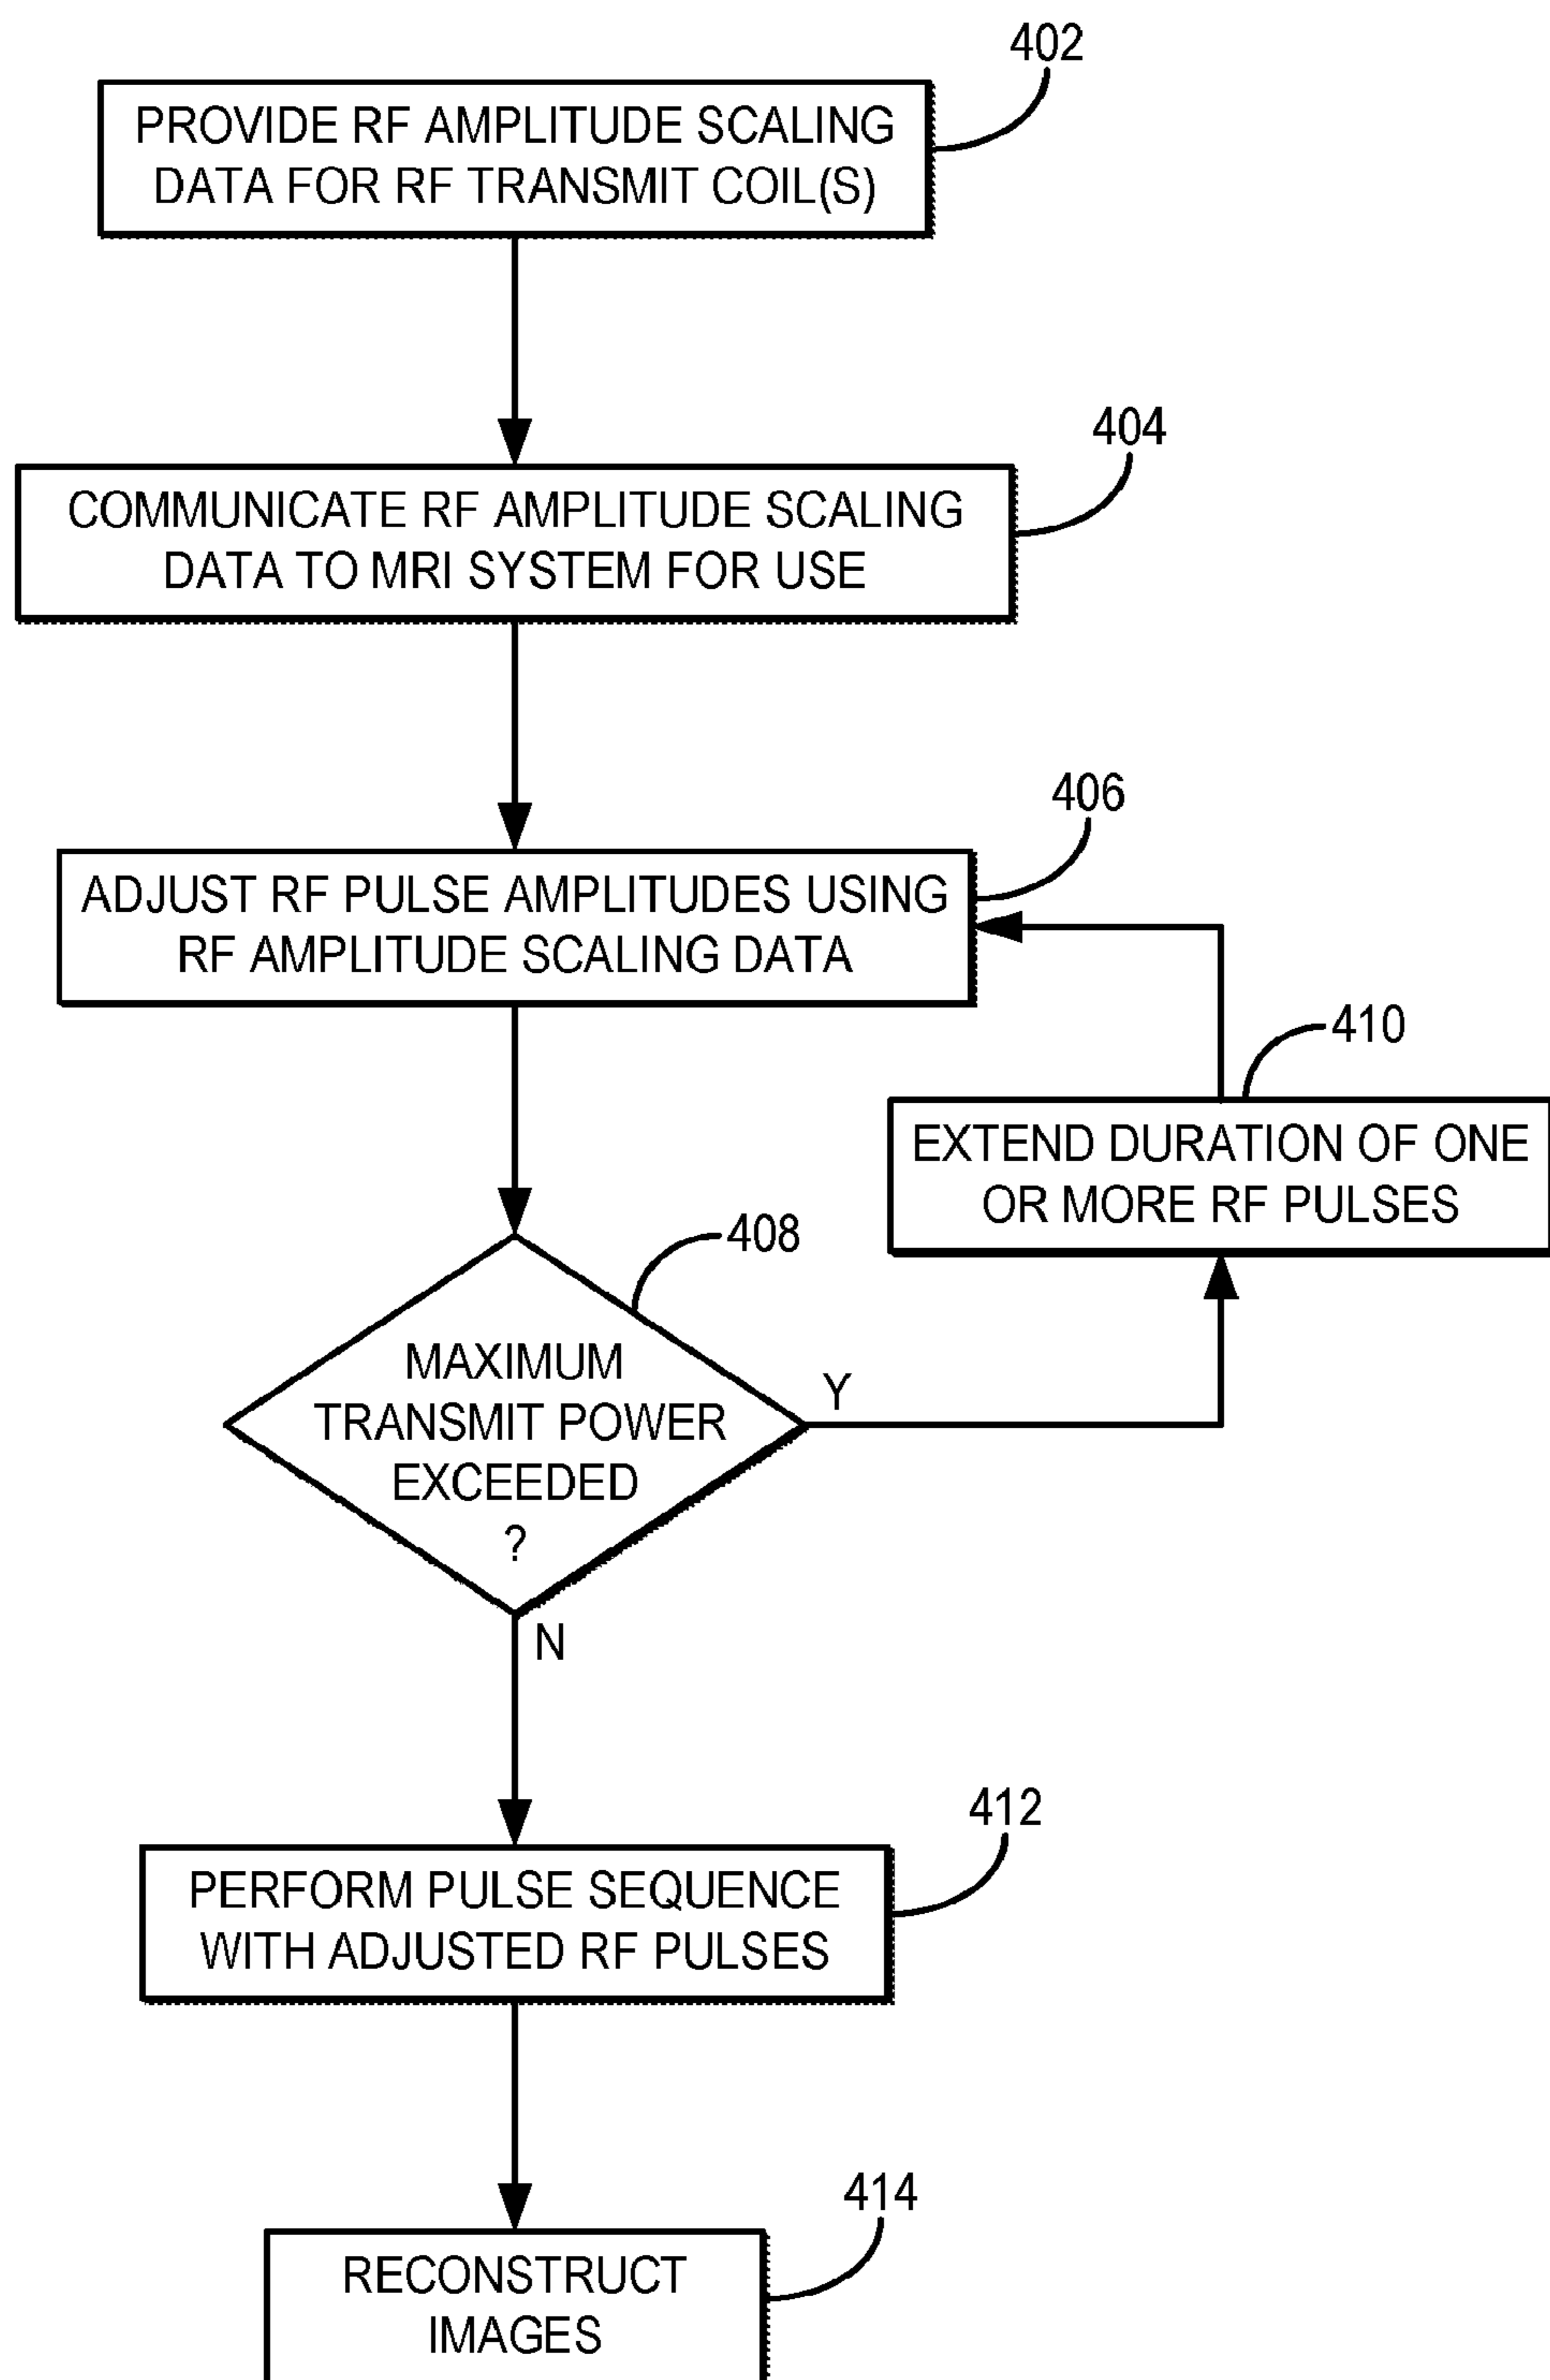 402
PROVIDE RF AMPLITUDE SCALING
DATA FOR RF TRANSMIT COIL(S)
404
COMMUNICATE RF AMPLITUDE SCALING
DATA TO MRI SYSTEM FOR USE
406
ADJUST RF PULSE AMPLITUDES USING
RF AMPLITUDE SCALING DATA
410
EXTEND DURATION OF ONE
OR MORE RF PULSES
408
MAXIMUM
TRANSMIT POWER
EXCEEDED
?
Y
N
412
PERFORM PULSE SEQUENCE
WITH ADJUSTED RF PULSES
414
RECONSTRUCT
IMAGES